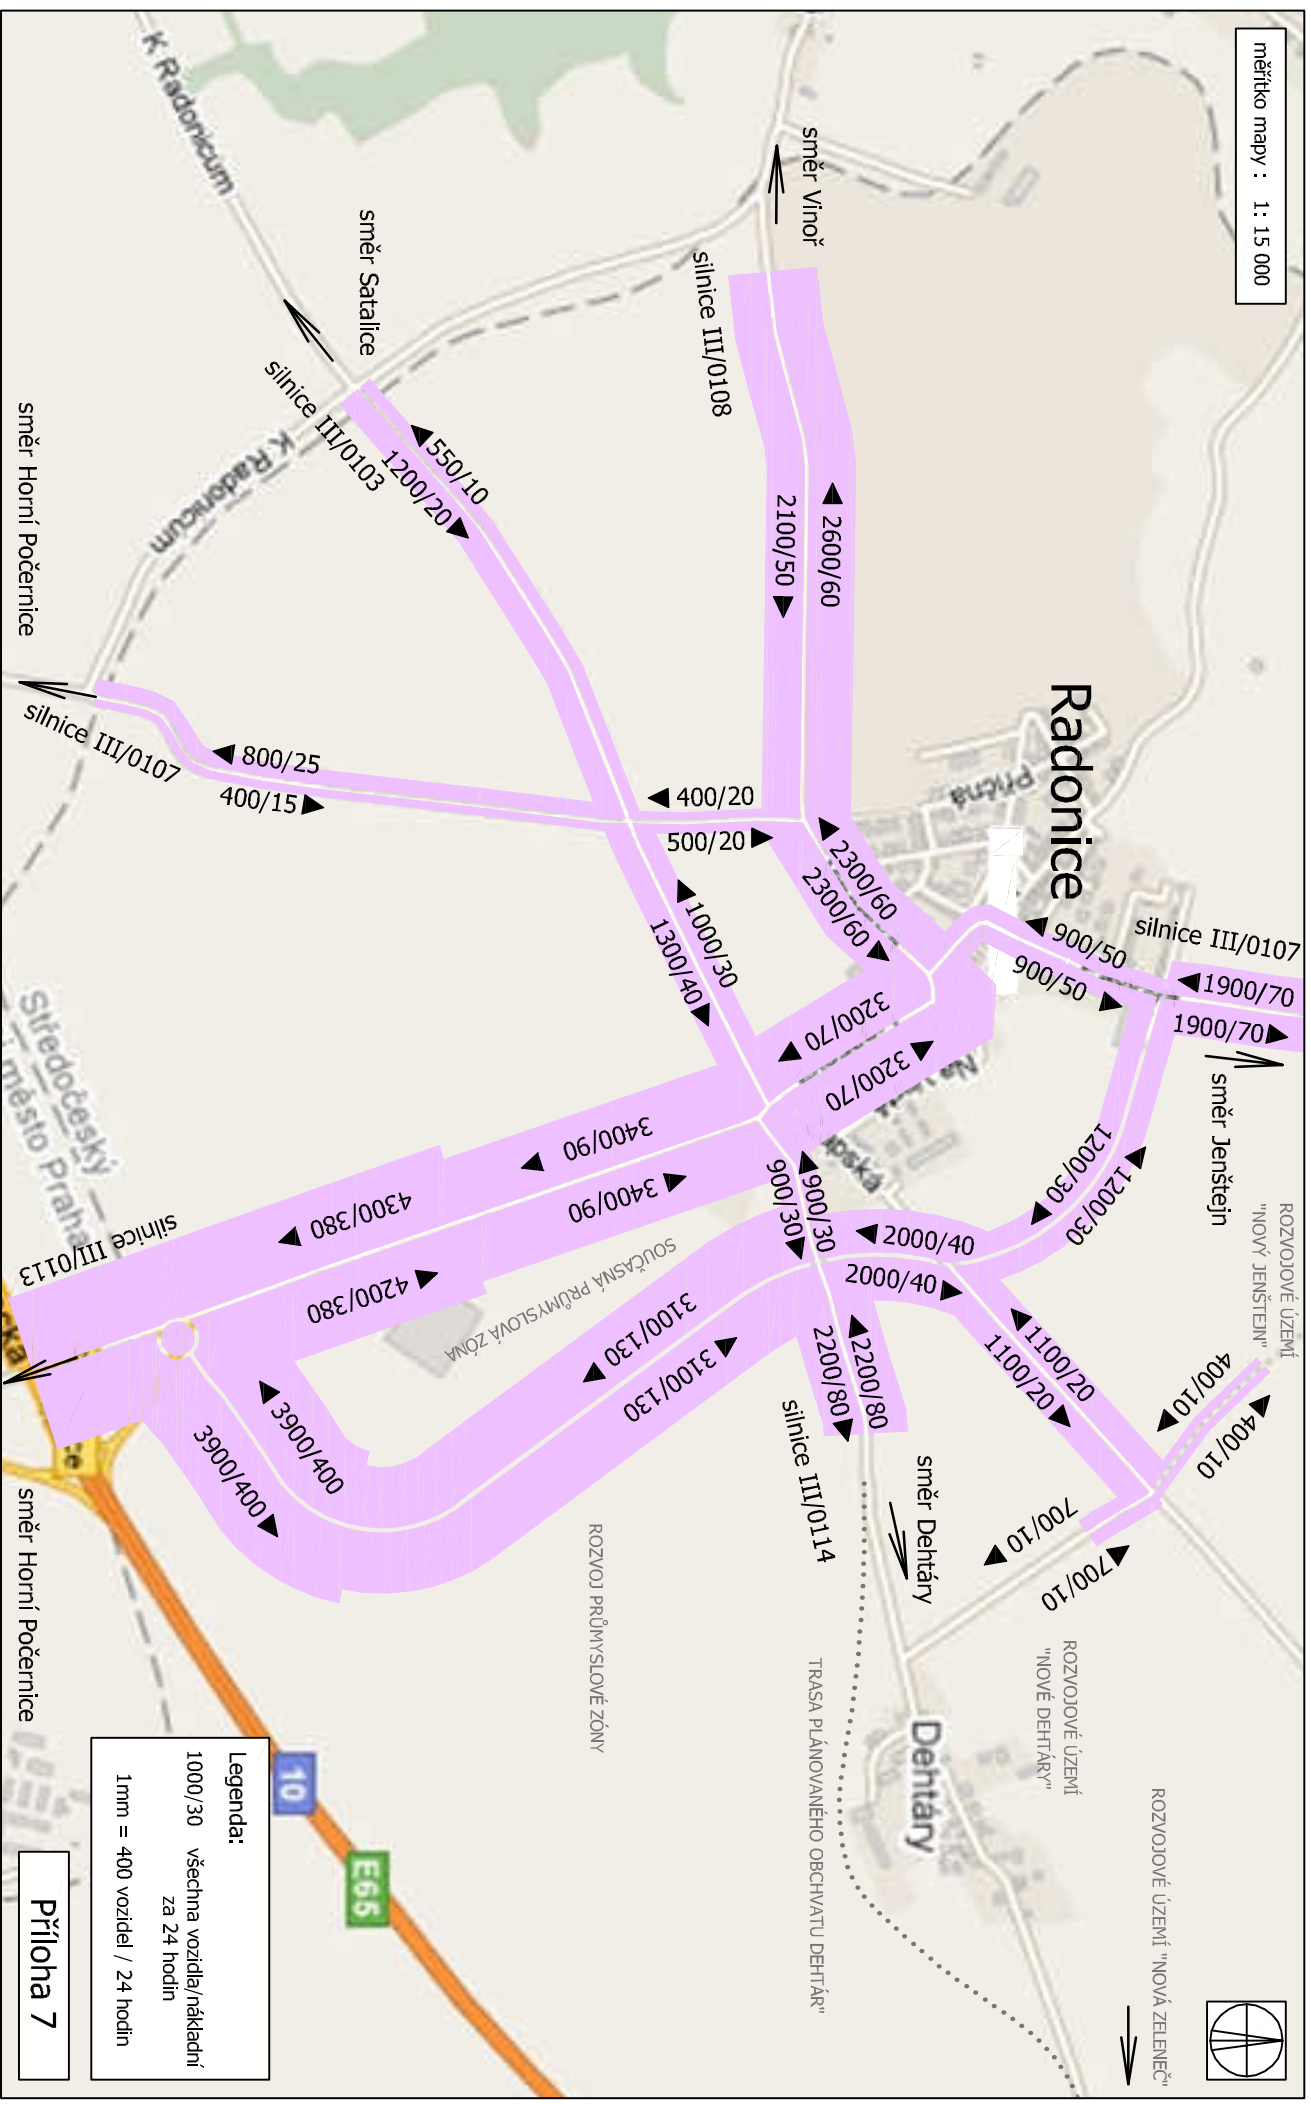 měřítko mapy :   1: 15 000
Radonice
Příčná
směr Vinoř
silnice III/0108
K Radonicum
směr Satalice
silnice III/0103
K Radonicum
směr Horní Počernice
silnice III/0107
550/10
1200/20
2600/60
2100/50
800/25
400/15
400/20
500/20
2300/60
2300/60
1000/30
1300/40
silnice III/0107
900/50
900/50
1900/70
1900/70
směr Jenštejn
3200/70
3200/70
1200/30
1200/30
3400/90
3400/90
900/30
900/30
2000/40
2000/40
4300/380
4200/380
silnice III/0113
Středočeský
město Praha
SOUČASNÁ PRŮMYSLOVÁ ZÓNA
3100/130
3100/130
2200/80
2200/80
silnice III/0114
1100/20
1100/20
ROZVOJOVÉ ÚZEMÍ
"NOVÝ JENŠTEJN"
400/10
400/10
700/10
700/10
3900/400
3900/400
směr Dehtáry
směr Horní Počernice
ROZVOJ PRŮMYSLOVÉ ZÓNY
TRASA PLÁNOVANÉHO OBCHVATU DEHTÁR"
Dehtáry
ROZVOJOVÉ ÚZEMÍ
"NOVÉ DEHTÁRY"
ROZVOJOVÉ ÚZEMÍ "NOVÁ ZELENEČ"
10
E65
Legenda:
1000/30   všechna vozidla/nákladní
za 24 hodin
1mm = 400 vozidel / 24 hodin
Příloha 7